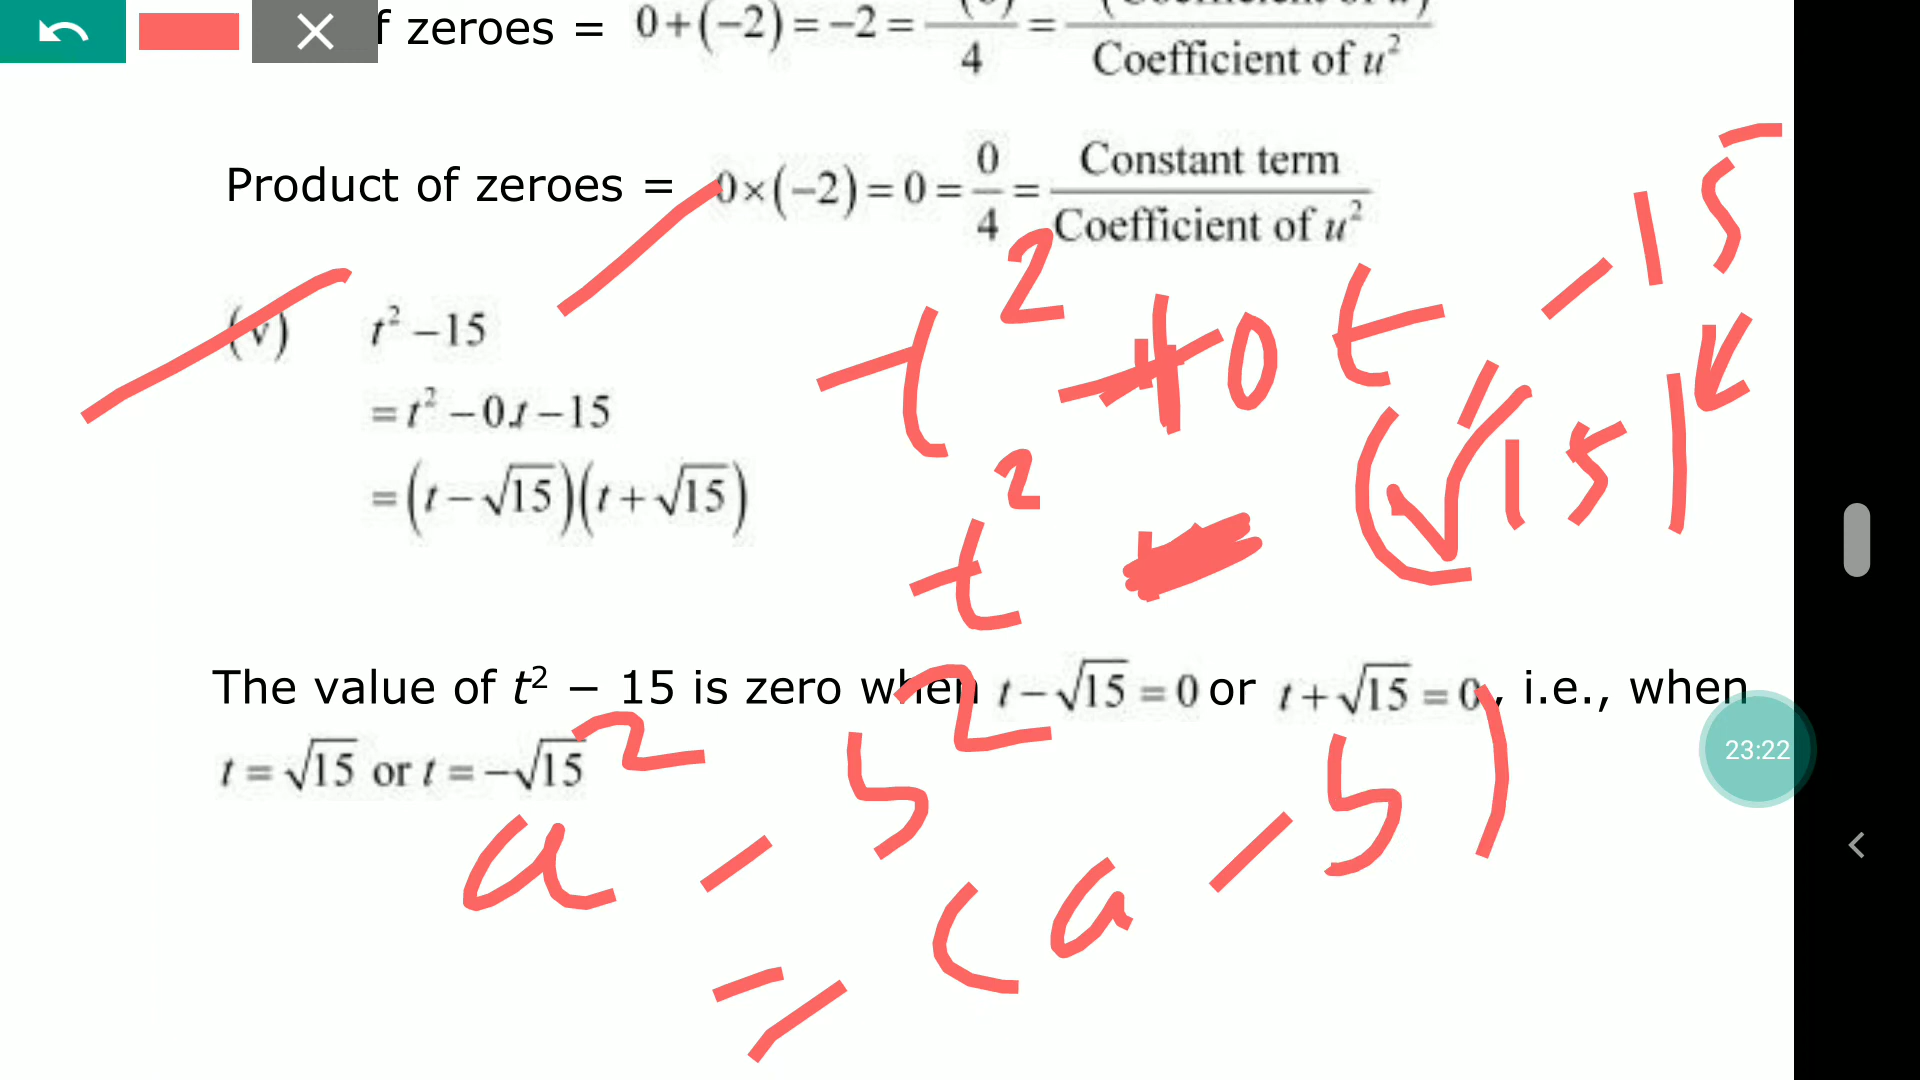 f zeroes = 0+(−2)=−2= /4 = /Coefficient of u²
Product of zeroes = 0×(−2)=0= 0/4 = Constant term/Coefficient of u²
(v) t²−15
=t²−0.t−15
=(t−√15)(t+√15)
t² +0t −15
t² (√15)
The value of t² − 15 is zero when t−√15=0 or t+√15=0, i.e., when
t=√15 or t=−√15
23:22
a² − 5²
= (a − 5)